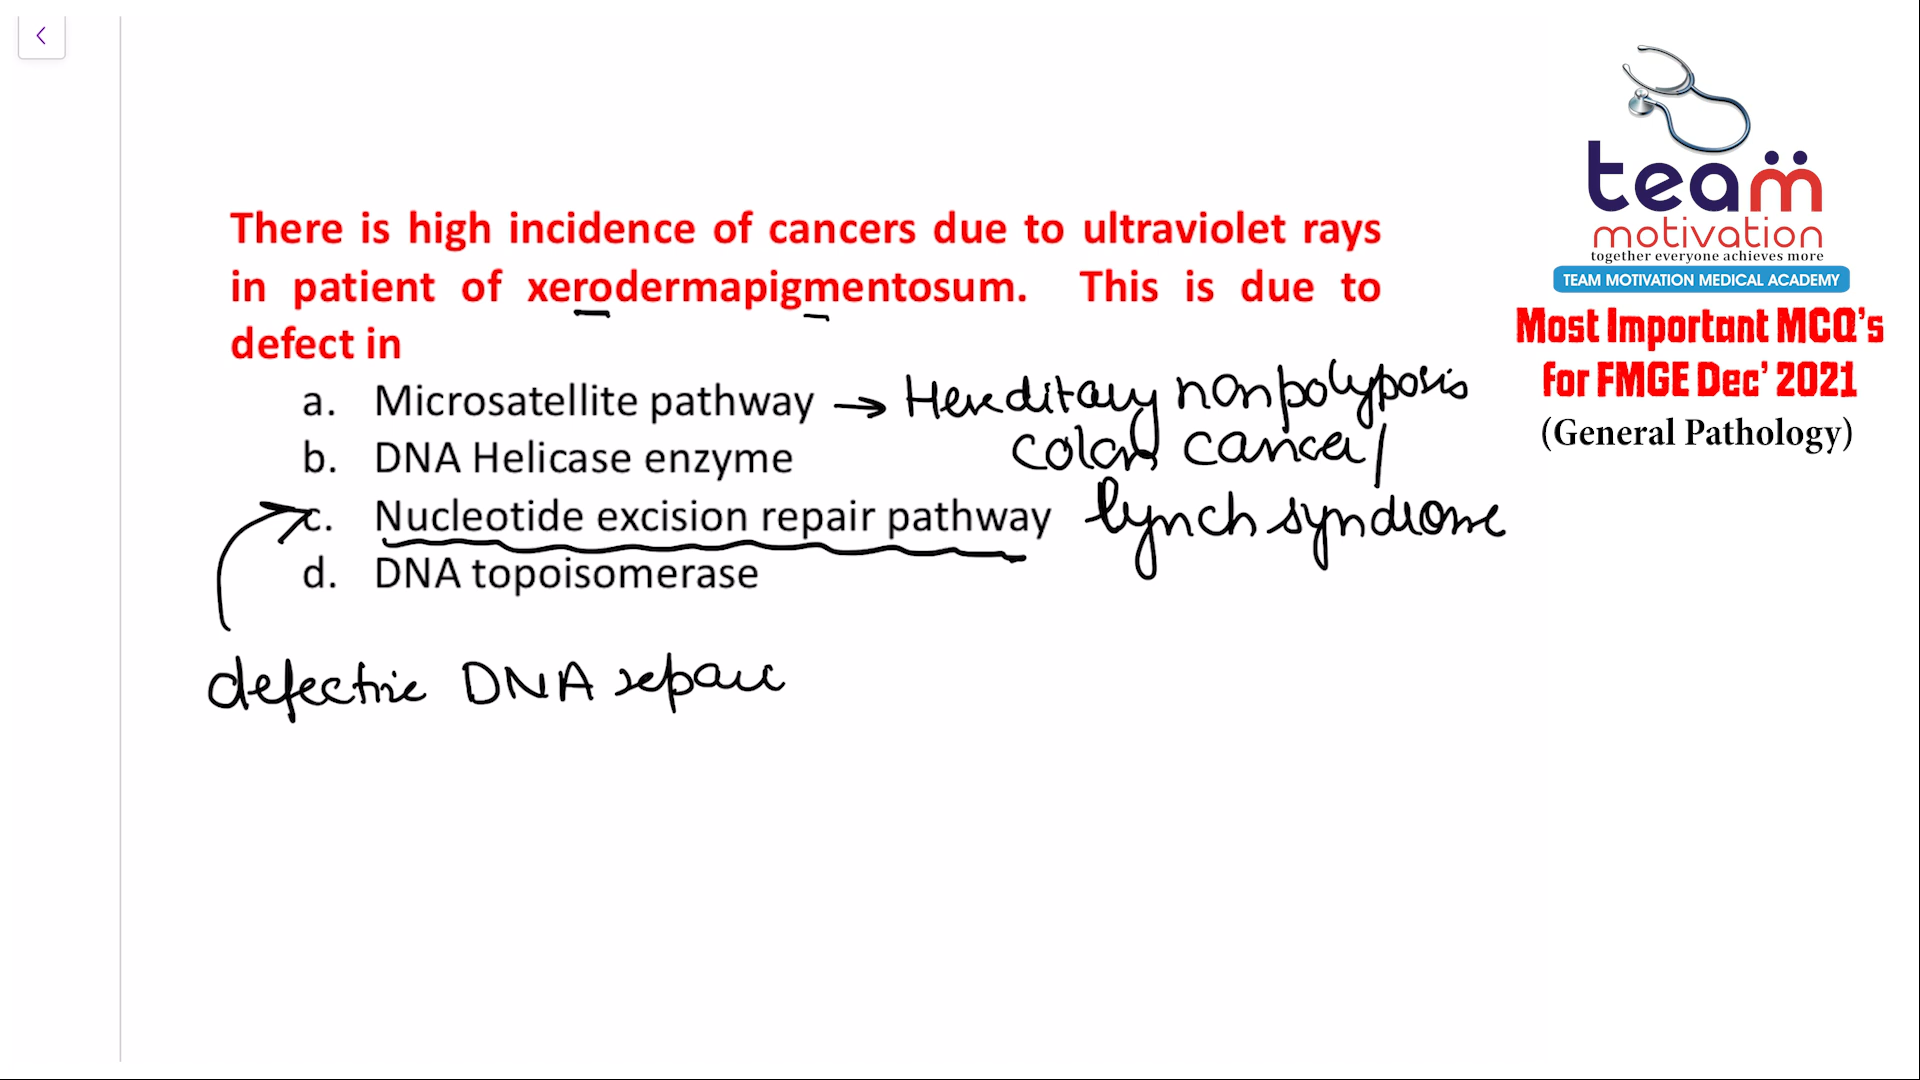 There is high incidence of cancers due to ultraviolet rays
in patient of xerodermapigmentosum. This is due to
defect in
a. Microsatellite pathway → Hereditary nonpolyposis
colon cancer/
b. DNA Helicase enzyme
c. Nucleotide excision repair pathway
lynch syndrome
d. DNA topoisomerase
defective DNA repair
team
motivation
together everyone achieves more
TEAM MOTIVATION MEDICAL ACADEMY
Most Important MCQ's
for FMGE Dec' 2021
(General Pathology)